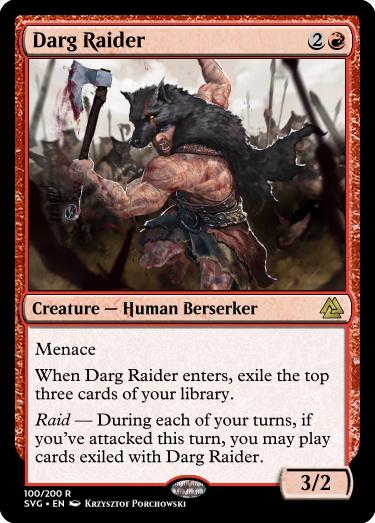 Darg Raider 2
Creature — Human Berserker
Menace
When Darg Raider enters, exile the top
three cards of your library.
Raid — During each of your turns, if
you've attacked this turn, you may play
cards exiled with Darg Raider.
3/2
100/200 R
SVG • EN Krzysztof Porchowski